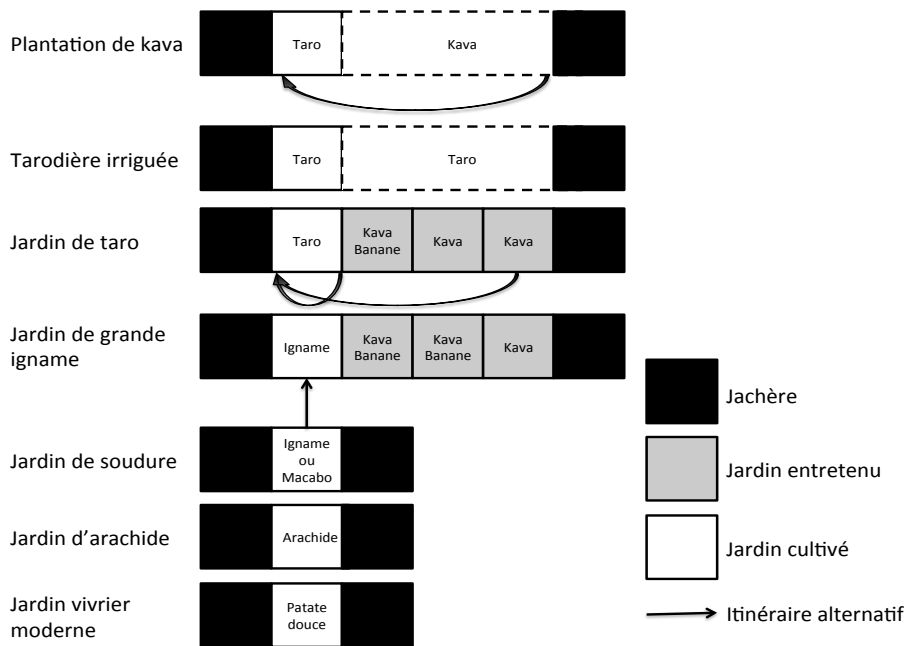 Plantation de kava
Taro
Kava
Tarodière irriguée
Taro
Taro
Jardin de taro
Taro
Kava
Banane
Kava
Kava
Jardin de grande
igname
Igname
Kava
Banane
Kava
Banane
Kava
Jardin de soudure
Igname
ou
Macabo
Jardin d’arachide
Arachide
Jardin vivrier
moderne
Patate
douce
Jachère
Jardin entretenu
Jardin cultivé
Itinéraire alternatif